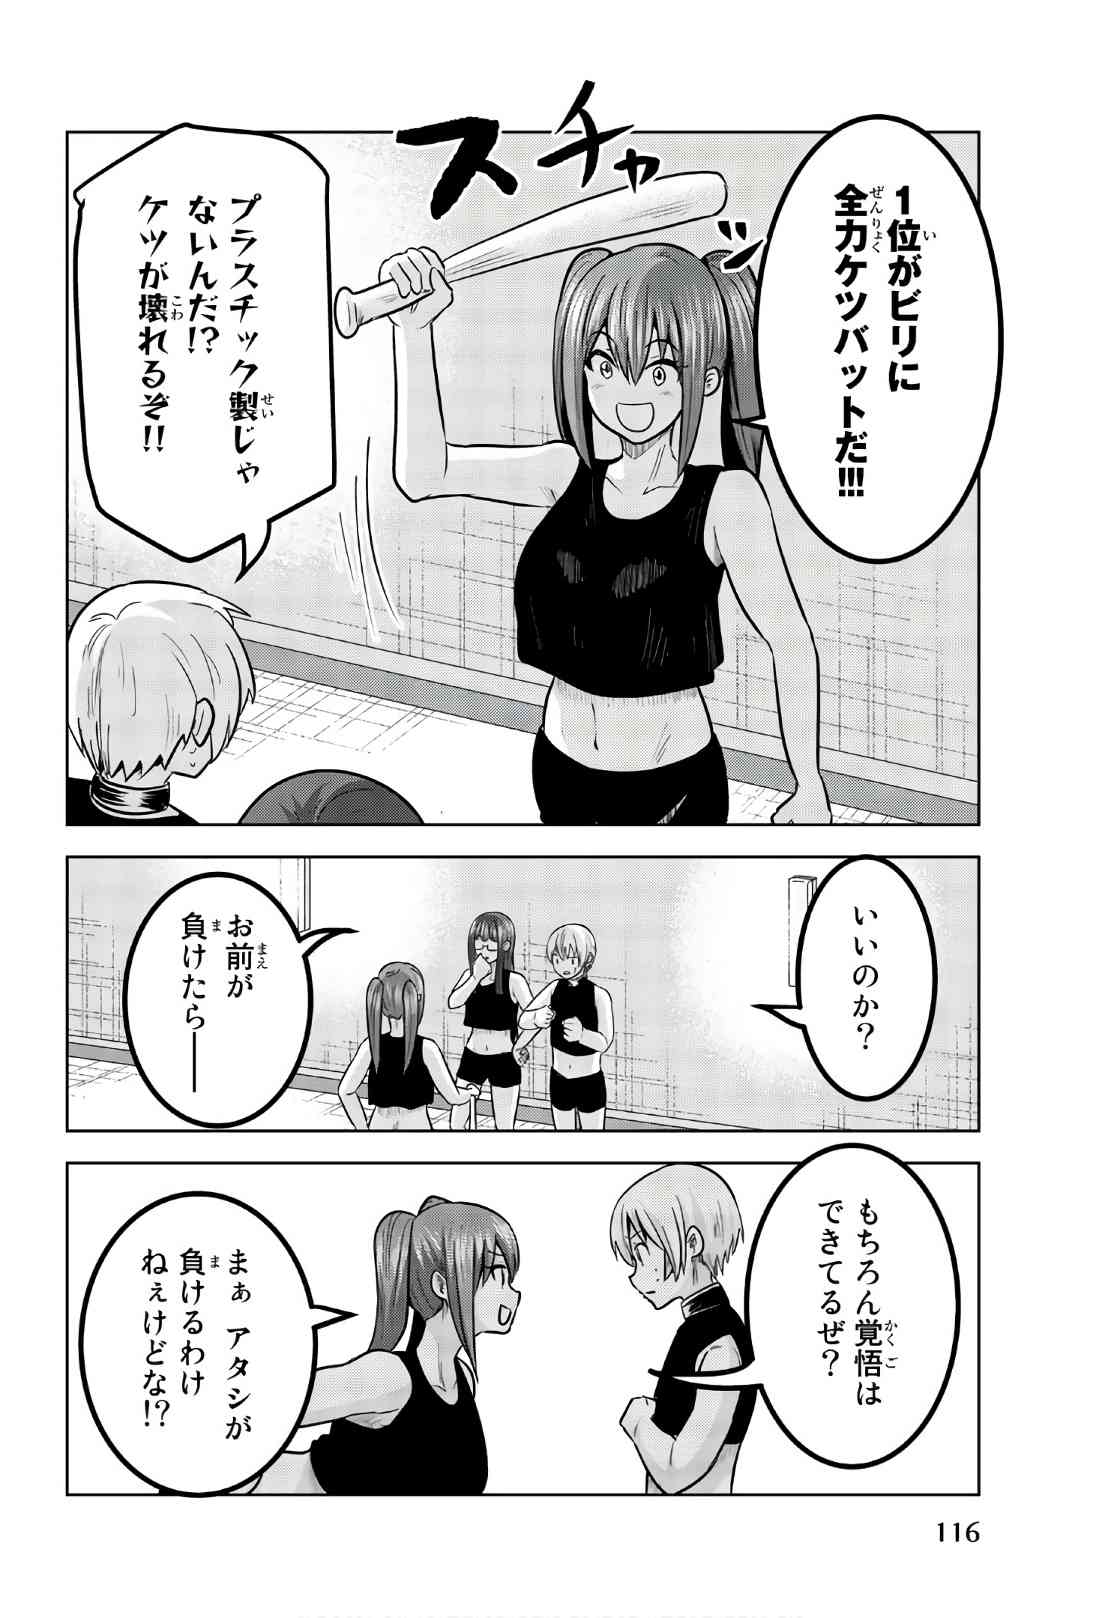 1位がビリに
全力ケツバットだ!!!
スチャッ
プラスチック製じゃ
ないんだ!?
ケツが壊れるぞ!!
いいのか?
お前が
負けたら――
もちろん覚悟は
できてるぜ?
まぁ アタシが
負けるわけ
ねぇけどな!?
116